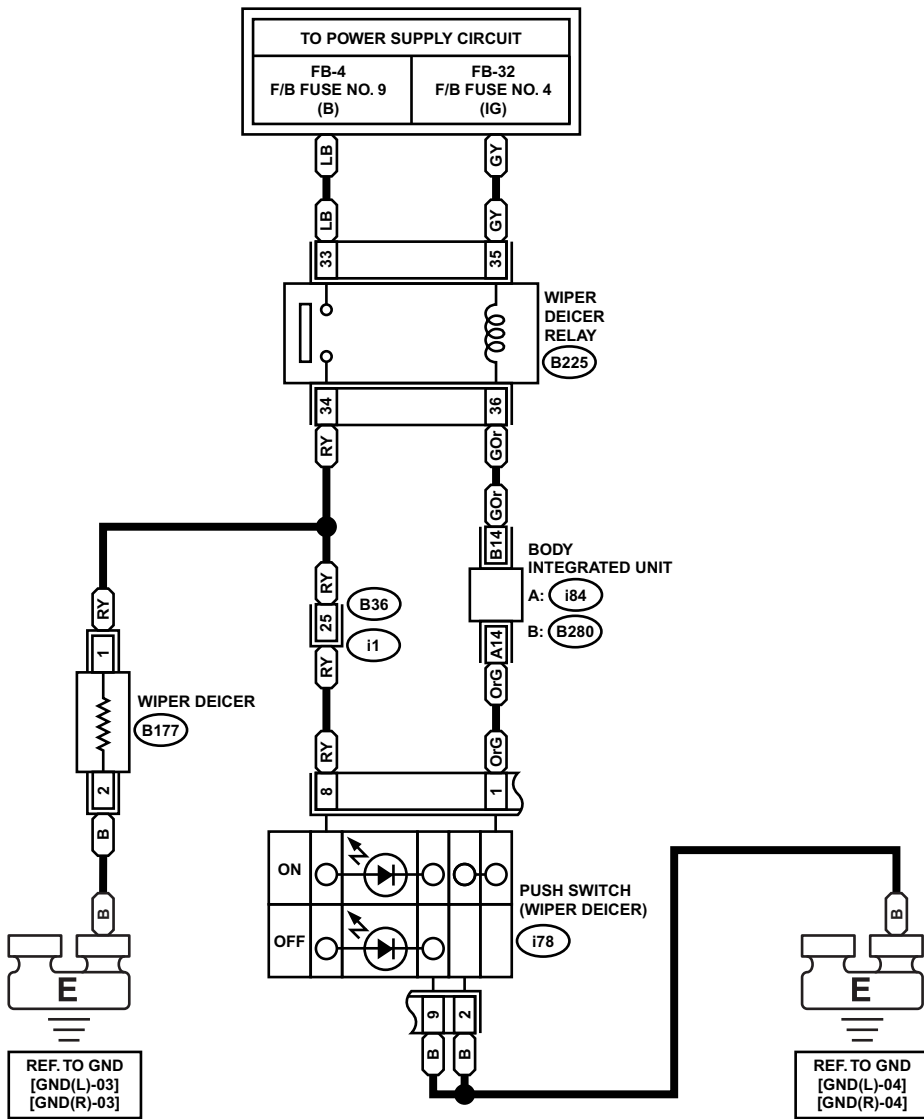 TO POWER SUPPLY CIRCUIT
FB-4
F/B FUSE NO. 9
(B)
FB-32
F/B FUSE NO. 4
(IG)
LB
GY
LB
GY
33
35
WIPER
DEICER
RELAY
B225
34
36
RY
GOr
GOr
B14
BODY
INTEGRATED UNIT
A: i84
B: B280
A14
OrG
RY
25
B36
i1
RY
RY
1
WIPER DEICER
B177
2
B
B
RY
OrG
8
1
ON
OFF
PUSH SWITCH
(WIPER DEICER)
i78
9
2
B
B
B
E
E
REF. TO GND
[GND(L)-03]
[GND(R)-03]
REF. TO GND
[GND(L)-04]
[GND(R)-04]